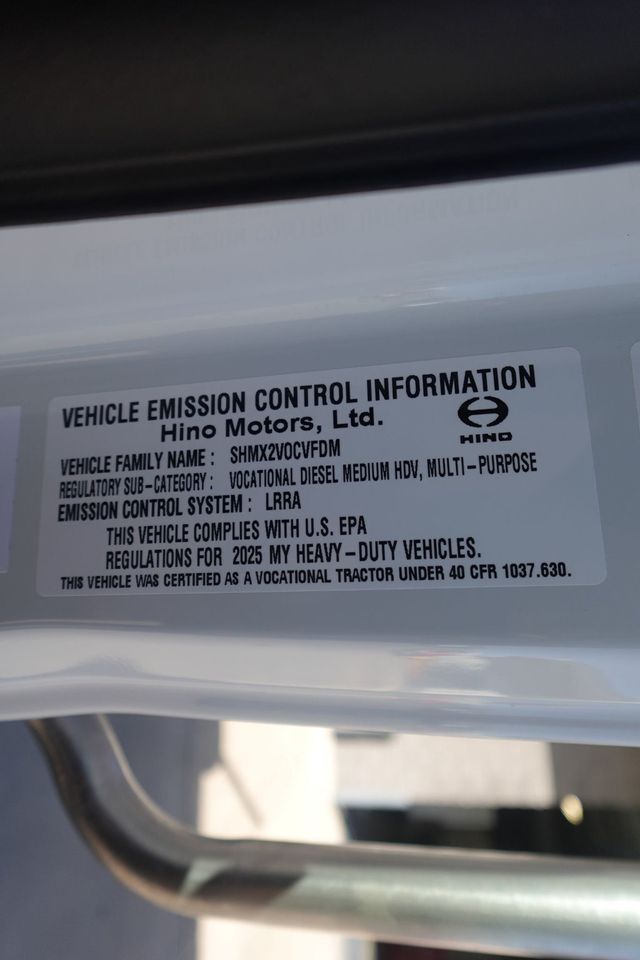 VEHICLE EMISSION CONTROL INFORMATION
Hino Motors, Ltd.
HINO
VEHICLE FAMILY NAME : SHMX2VOCVFDM
REGULATORY SUB-CATEGORY : VOCATIONAL DIESEL MEDIUM HDV, MULTI-PURPOSE
EMISSION CONTROL SYSTEM : LRRA
THIS VEHICLE COMPLIES WITH U.S. EPA
REGULATIONS FOR 2025 MY HEAVY-DUTY VEHICLES.
THIS VEHICLE WAS CERTIFIED AS A VOCATIONAL TRACTOR UNDER 40 CFR 1037.630.